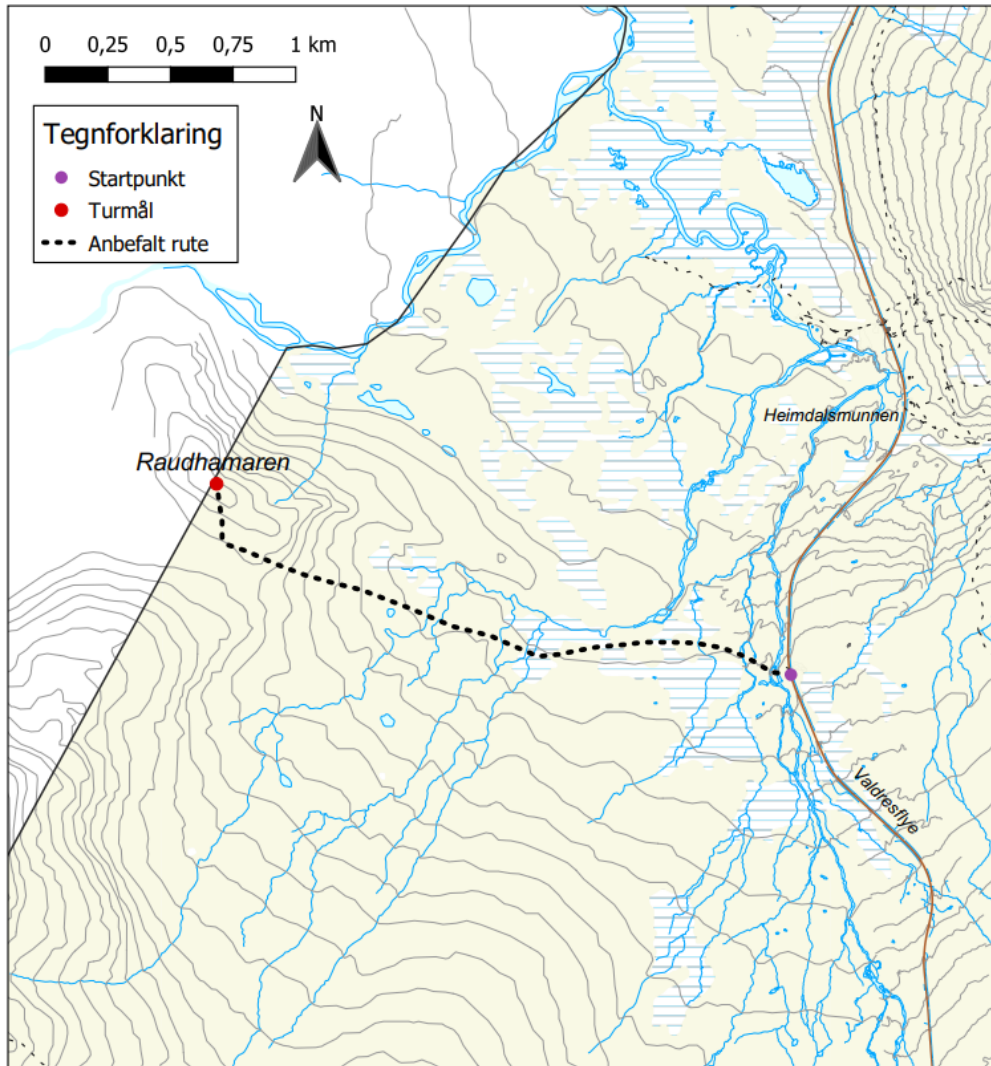 0 0,25 0,5 0,75 1 km
Tegnforklaring
N
Startpunkt
Turmål
Anbefalt rute
Heimdalsmunnen
Raudhamaren
Valdresflye